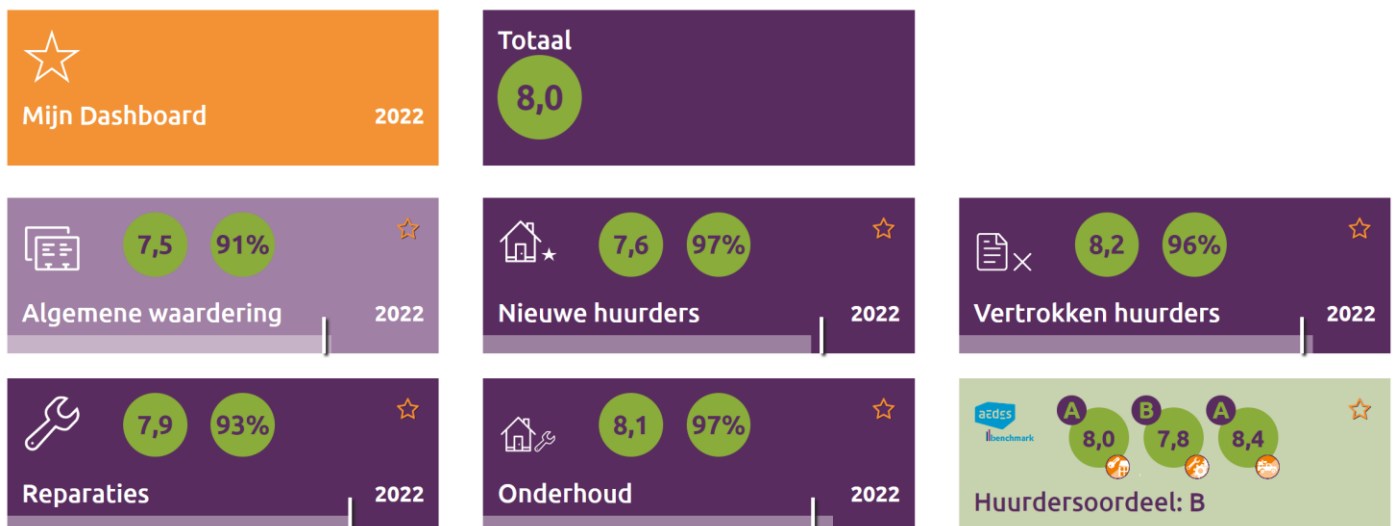 Mijn Dashboard
2022
Totaal
8,0
7,5 91%
Algemene waardering
2022
7,6 97%
Nieuwe huurders
2022
8,2 96%
Vertrokken huurders
2022
7,9 93%
Reparaties
2022
8,1 97%
Onderhoud
2022
aedes
benchmark
A B A
8,0 7,8 8,4
Huurdersoordeel: B